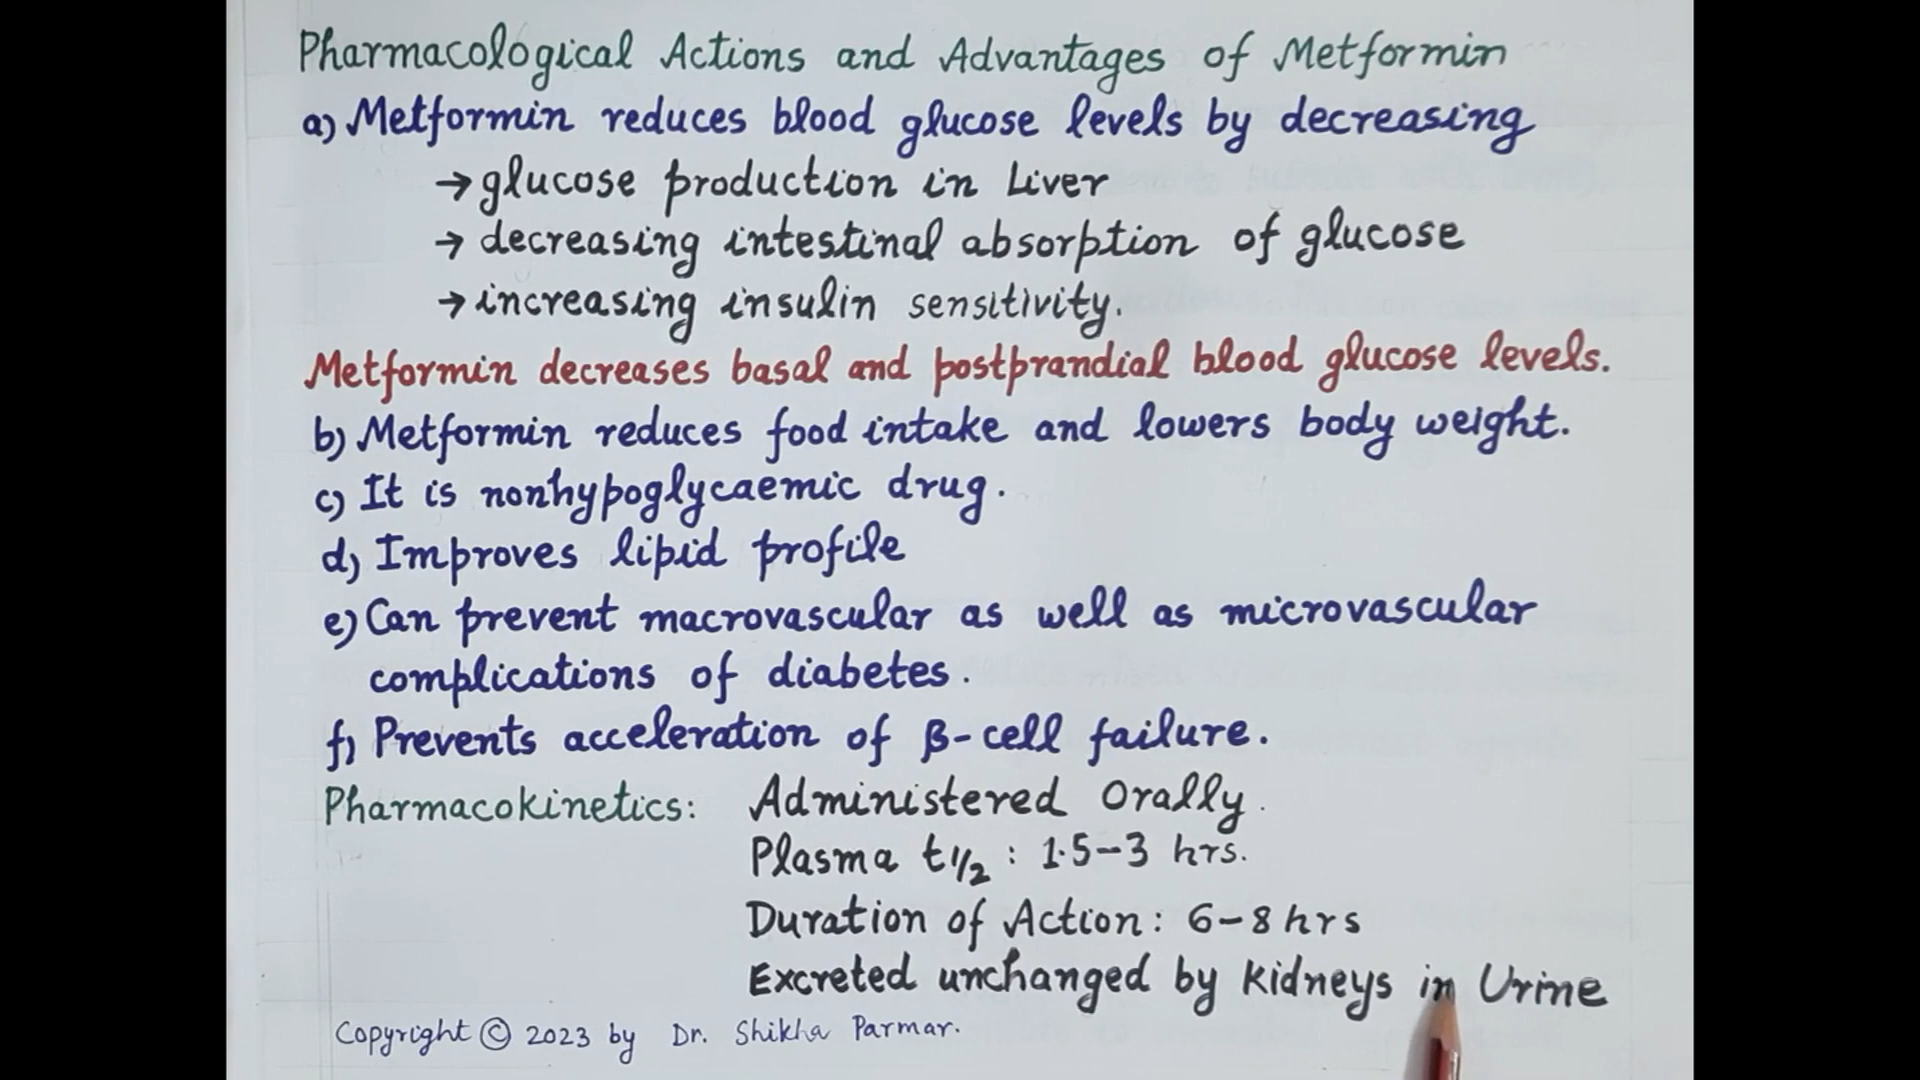 Pharmacological Actions and Advantages of Metformin
a) Metformin reduces blood glucose levels by decreasing
→ glucose production in Liver
→ decreasing intestinal absorption of glucose
→ increasing insulin sensitivity.
Metformin decreases basal and postprandial blood glucose levels.
b) Metformin reduces food intake and lowers body weight.
c) It is nonhypoglycaemic drug.
d) Improves lipid profile
e) Can prevent macrovascular as well as microvascular
complications of diabetes.
f) Prevents acceleration of β-cell failure.
Pharmacokinetics: Administered Orally.
Plasma t1/2 : 1.5-3 hrs.
Duration of Action: 6-8 hrs
Excreted unchanged by Kidneys in Urine
Copyright © 2023 by Dr. Shikha Parmar.